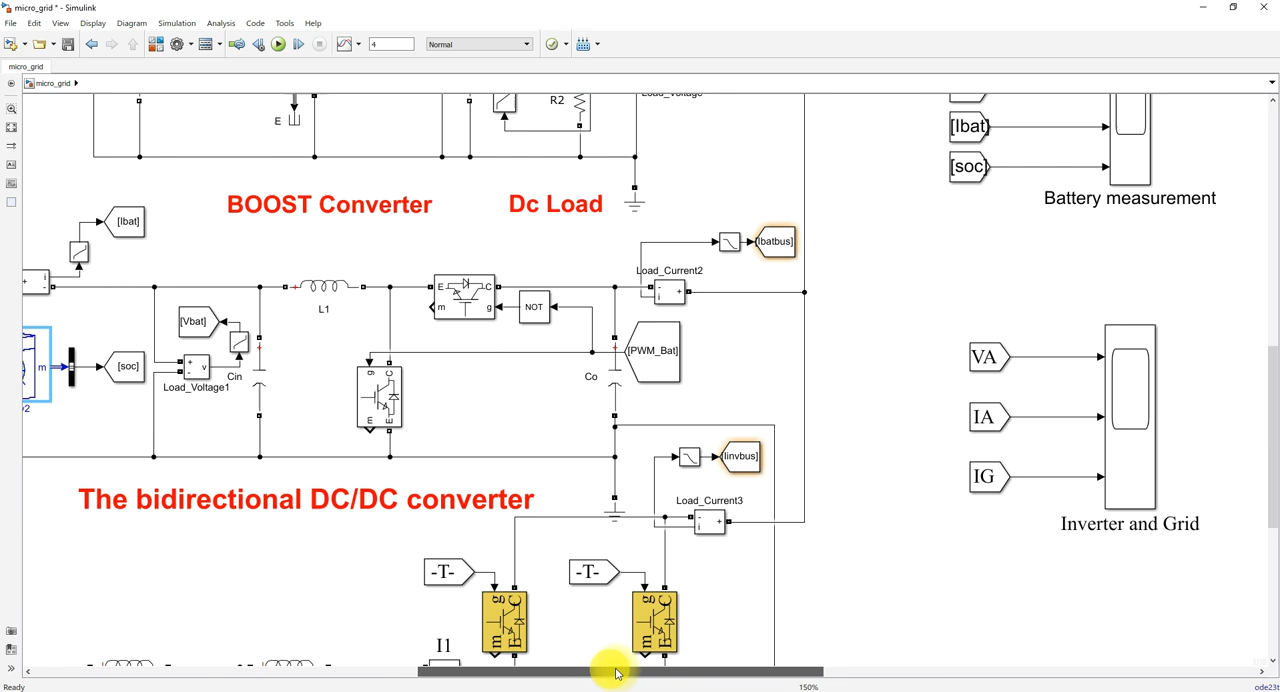 micro_grid * - Simulink
File Edit View Display Diagram Simulation Analysis Code Tools Help
4 Normal
micro_grid
micro_grid
E
R2
[Ibat]
[soc]
Battery measurement
BOOST Converter
Dc Load
[Ibat]
[Ibatbus]
Load_Current2
i
-
+
i
-
+
L1
E
C
m
g
NOT
[PWM_Bat]
[Vbat]
+
-
v
Load_Voltage1
Cin
m
[soc]
g
C
m
E
Co
VA
IA
IG
Inverter and Grid
[Iinvbus]
The bidirectional DC/DC converter
Load_Current3
-
i
+
-T-
-T-
g
C
m
E
g
C
m
E
I1
Ready
150%
ode23t